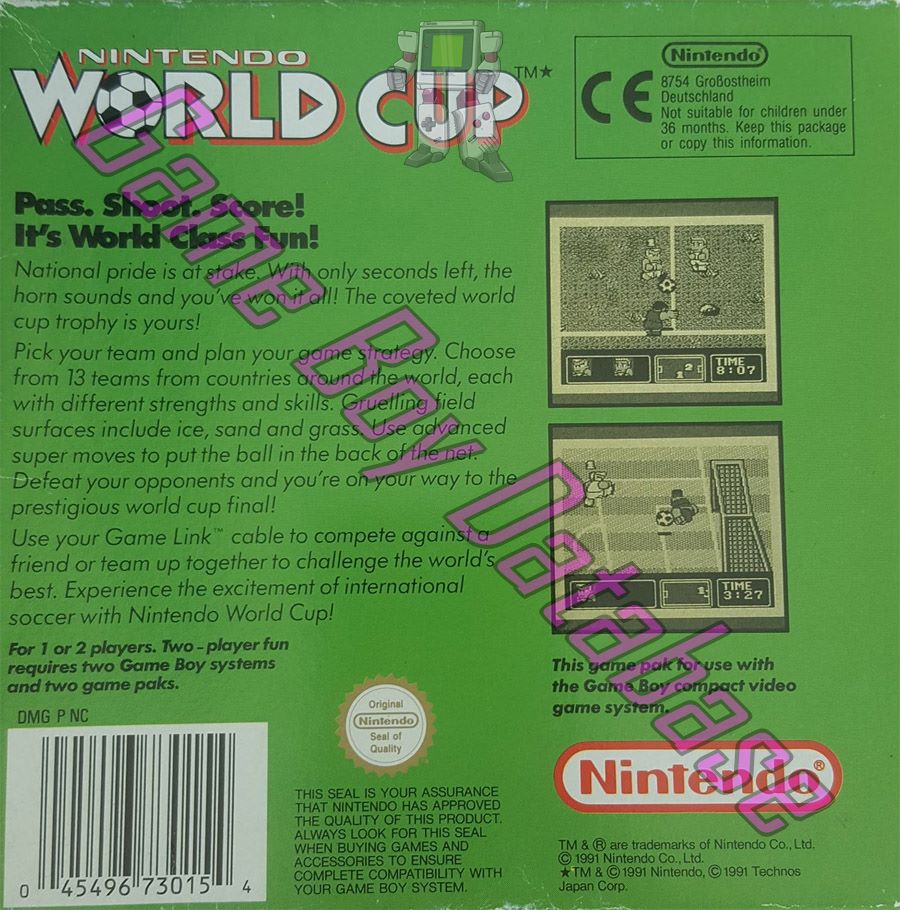 NINTENDO
WORLD CUP™★
Nintendo®
CE
8754 Großostheim
Deutschland
Not suitable for children under
36 months. Keep this package
or copy this information.
Pass. Shoot. Score!
It's World Class Fun!
National pride is at stake. With only seconds left, the
horn sounds and you've won it all! The coveted world
cup trophy is yours!
Pick your team and plan your game strategy. Choose
from 13 teams from countries around the world, each
with different strengths and skills. Gruelling field
surfaces include ice, sand and grass. Use advanced
super moves to put the ball in the back of the net.
Defeat your opponents and you're on your way to the
prestigious world cup final!
Use your Game Link™ cable to compete against a
friend or team up together to challenge the world's
best. Experience the excitement of international
soccer with Nintendo World Cup!
For 1 or 2 players. Two-player fun
requires two Game Boy systems
and two game paks.
DMG P NC
0 45496 73015 4
Original
Nintendo
Seal of
Quality
THIS SEAL IS YOUR ASSURANCE
THAT NINTENDO HAS APPROVED
THE QUALITY OF THIS PRODUCT.
ALWAYS LOOK FOR THIS SEAL
WHEN BUYING GAMES AND
ACCESSORIES TO ENSURE
COMPLETE COMPATIBILITY WITH
YOUR GAME BOY SYSTEM.
1 2
TIME
8:07
1
TIME
3:27
This game pak for use with
the Game Boy compact video
game system.
Nintendo®
TM & ® are trademarks of Nintendo Co., Ltd.
© 1991 Nintendo Co., Ltd.
★TM & © 1991 Nintendo, © 1991 Technos
Japan Corp.
Game Boy Database